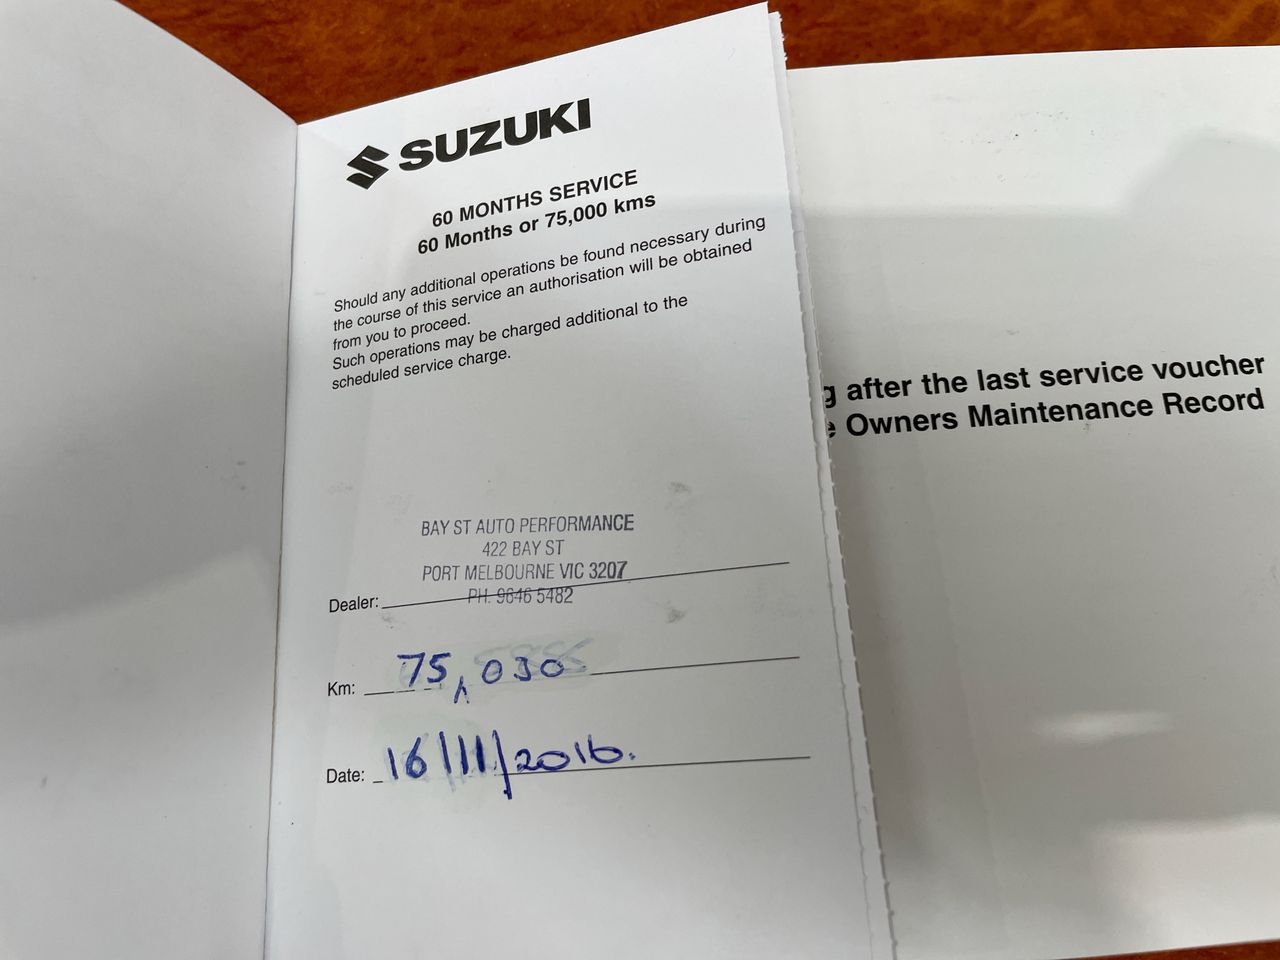 SUZUKI
60 MONTHS SERVICE
60 Months or 75,000 kms
Should any additional operations be found necessary during
the course of this service an authorisation will be obtained
from you to proceed.
Such operations may be charged additional to the
scheduled service charge.
BAY ST AUTO PERFORMANCE
422 BAY ST
PORT MELBOURNE VIC 3207
PH. 9646 5482
Dealer:
Km: 75,030
Date: 16/11/2016.
after the last service voucher
Owners Maintenance Record